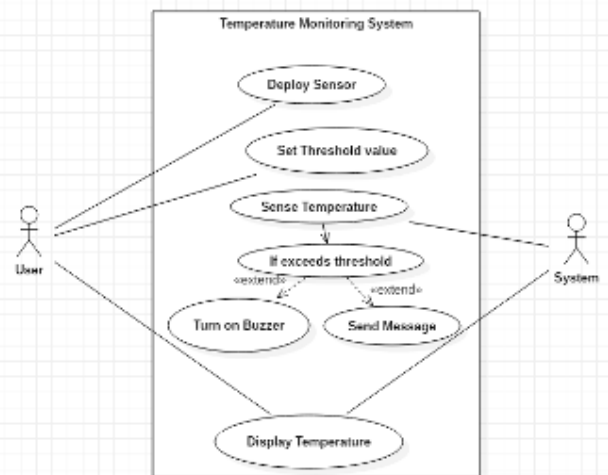 Temperature Monitoring System
Deploy Sensor
Set Threshold value
Sense Temperature
User
System
If exceeds threshold
«extend»
«extend»
Turn on Buzzer
Send Message
Display Temperature